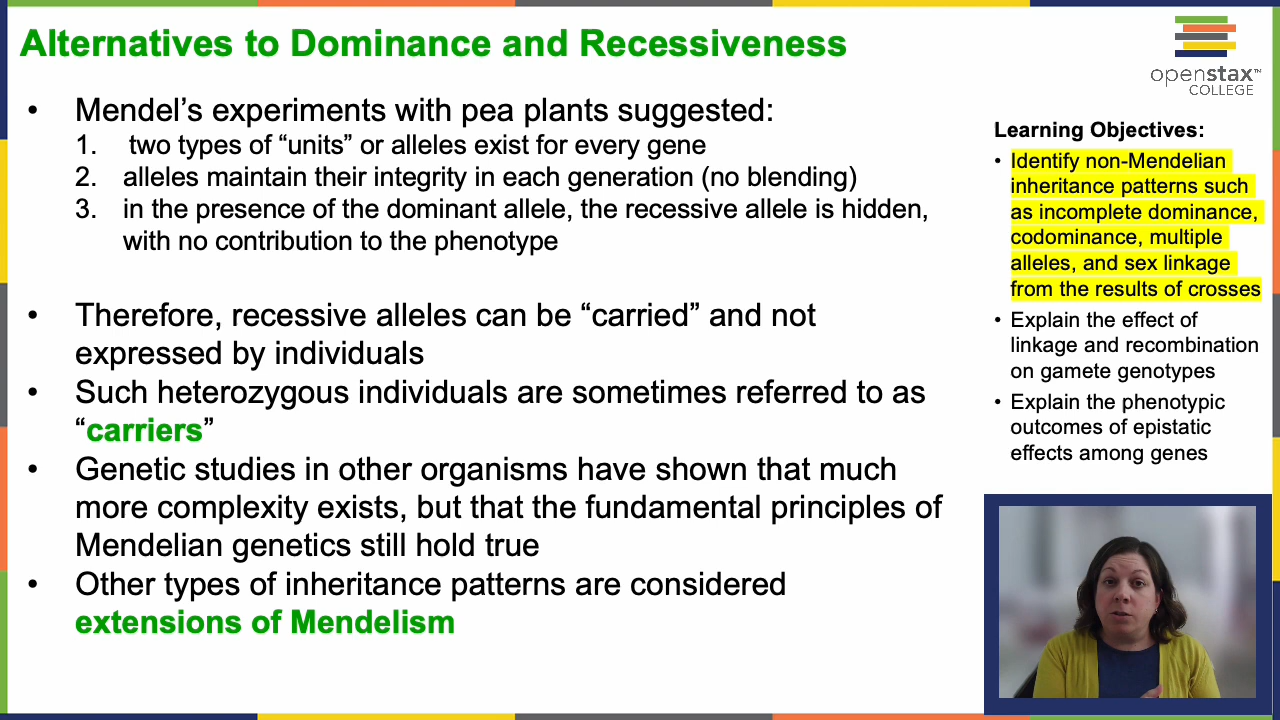 Alternatives to Dominance and Recessiveness
• Mendel’s experiments with pea plants suggested:
1. two types of “units” or alleles exist for every gene
2. alleles maintain their integrity in each generation (no blending)
3. in the presence of the dominant allele, the recessive allele is hidden,
with no contribution to the phenotype
• Therefore, recessive alleles can be “carried” and not
expressed by individuals
• Such heterozygous individuals are sometimes referred to as
“carriers”
• Genetic studies in other organisms have shown that much
more complexity exists, but that the fundamental principles of
Mendelian genetics still hold true
• Other types of inheritance patterns are considered
extensions of Mendelism
openstax™
COLLEGE
Learning Objectives:
• Identify non-Mendelian
inheritance patterns such
as incomplete dominance,
codominance, multiple
alleles, and sex linkage
from the results of crosses
• Explain the effect of
linkage and recombination
on gamete genotypes
• Explain the phenotypic
outcomes of epistatic
effects among genes